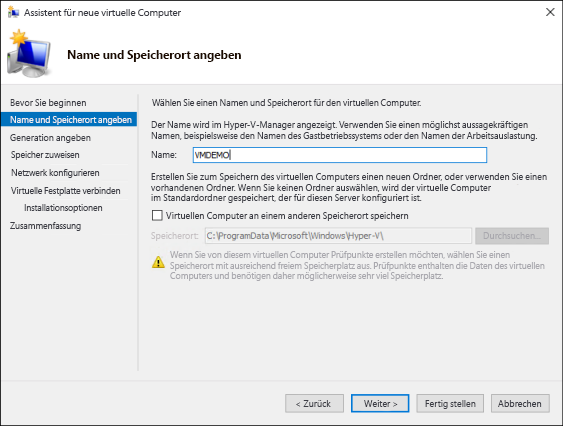 Assistent für neue virtuelle Computer
Name und Speicherort angeben
Bevor Sie beginnen
Name und Speicherort angeben
Generation angeben
Speicher zuweisen
Netzwerk konfigurieren
Virtuelle Festplatte verbinden
Installationsoptionen
Zusammenfassung
Wählen Sie einen Namen und Speicherort für den virtuellen Computer.
Der Name wird im Hyper-V-Manager angezeigt. Verwenden Sie einen möglichst aussagekräftigen
Namen, beispielsweise den Namen des Gastbetriebssystems oder den Namen der Arbeitsauslastung.
Name: VMDEMO
Erstellen Sie zum Speichern des virtuellen Computers einen neuen Ordner, oder verwenden Sie einen
vorhandenen Ordner. Wenn Sie keinen Ordner auswählen, wird der virtuelle Computer
im Standardordner gespeichert, der für diesen Server konfiguriert ist.
Virtuellen Computer an einem anderen Speicherort speichern
Speicherort: C:\ProgramData\Microsoft\Windows\Hyper-V\ Durchsuchen...
Wenn Sie von diesem virtuellen Computer Prüfpunkte erstellen möchten, wählen Sie einen
Speicherort mit ausreichend freiem Speicherplatz aus. Prüfpunkte enthalten die Daten des virtuellen
Computers und benötigen daher möglicherweise sehr viel Speicherplatz.
< Zurück Weiter > Fertig stellen Abbrechen